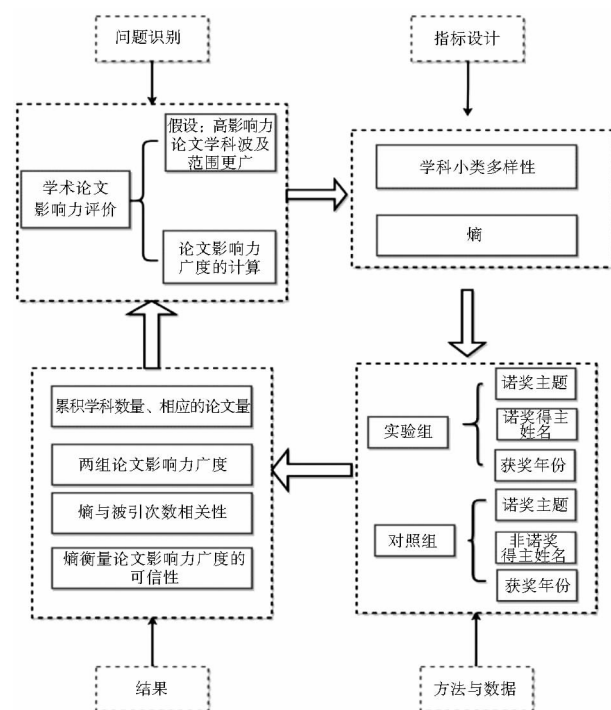 问题识别
指标设计
假设：高影响力
论文学科波及
范围更广
学术论文
影响力评价
论文影响力
广度的计算
学科小类多样性
熵
累积学科数量、相应的论文量
两组论文影响力广度
熵与被引次数相关性
熵衡量论文影响力广度的
可信性
实验组
诺奖主题
诺奖得主
姓名
获奖年份
对照组
诺奖主题
非诺奖
得主姓名
获奖年份
结果
方法与数据